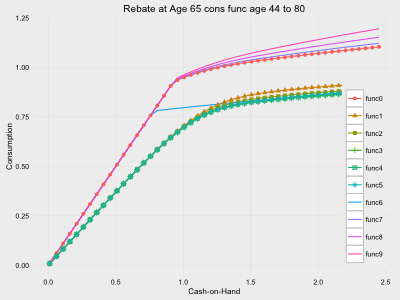 Rebate at Age 65 cons func age 44 to 80
Consumption
1.25
1.00
0.75
0.50
0.25
0.00
0.0 0.5 1.0 1.5 2.0 2.5
Cash-on-Hand
func0
func1
func2
func3
func4
func5
func6
func7
func8
func9